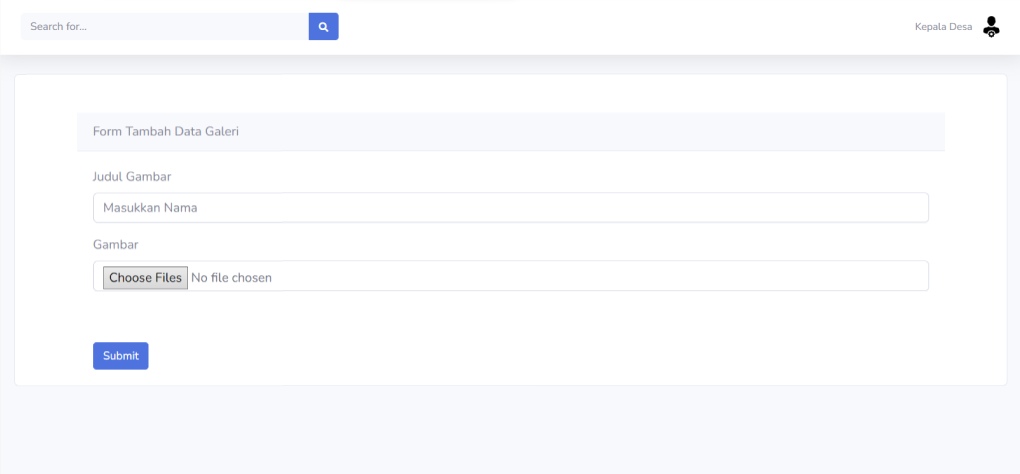 Search for...
Kepala Desa
Form Tambah Data Galeri
Judul Gambar
Masukkan Nama
Gambar
Choose Files No file chosen
Submit